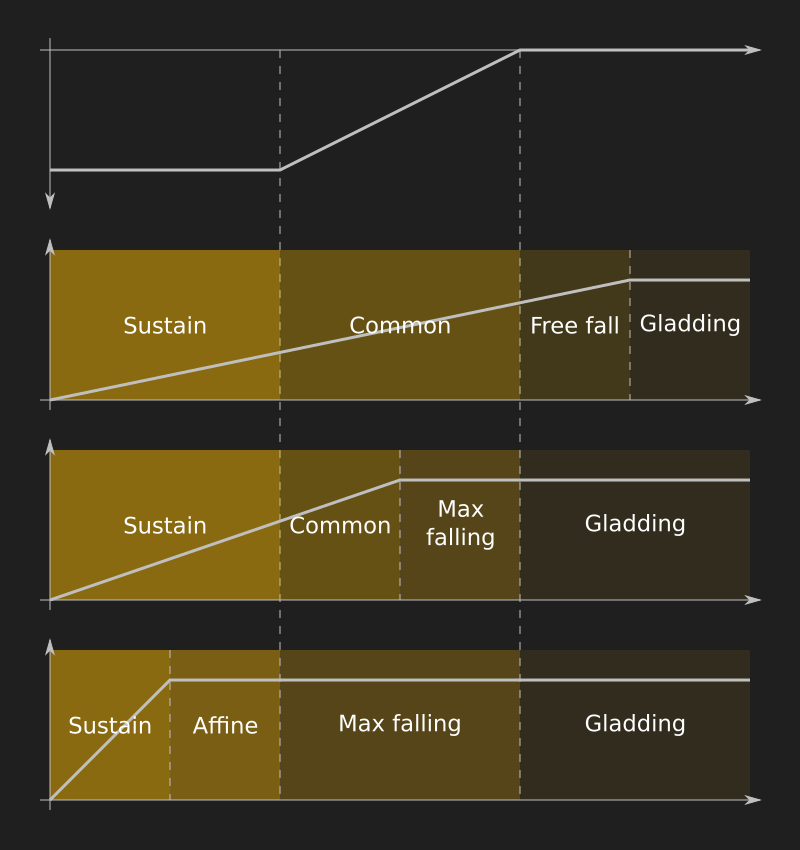 Sustain
Common
Free fall
Gladding
Sustain
Common
Max
falling
Gladding
Sustain
Affine
Max falling
Gladding